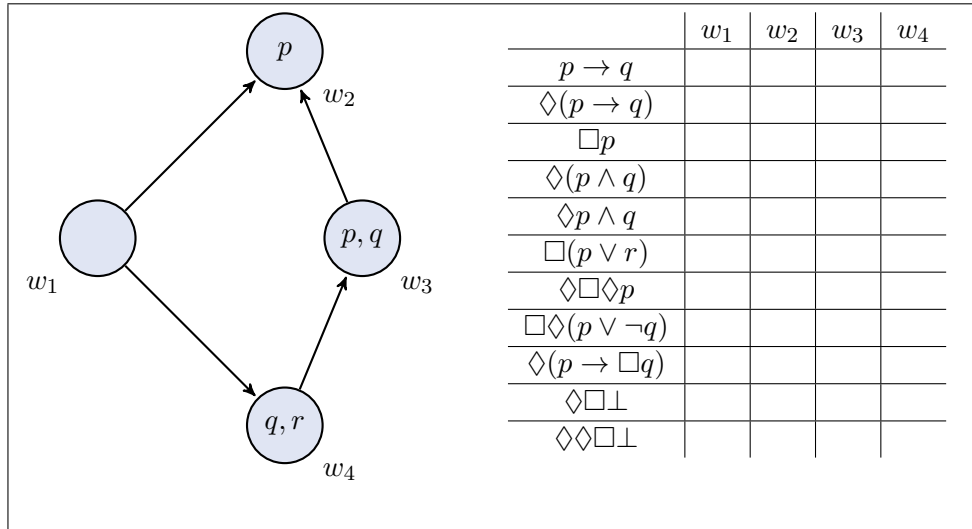 p
w₂
w₁
p, q
w₃
q, r
w₄
w₁ w₂ w₃ w₄
p → q
◊(p → q)
□p
◊(p ∧ q)
◊p ∧ q
□(p ∨ r)
◊□◊p
□◊(p ∨ ¬q)
◊(p → □q)
◊□⊥
◊◊□⊥